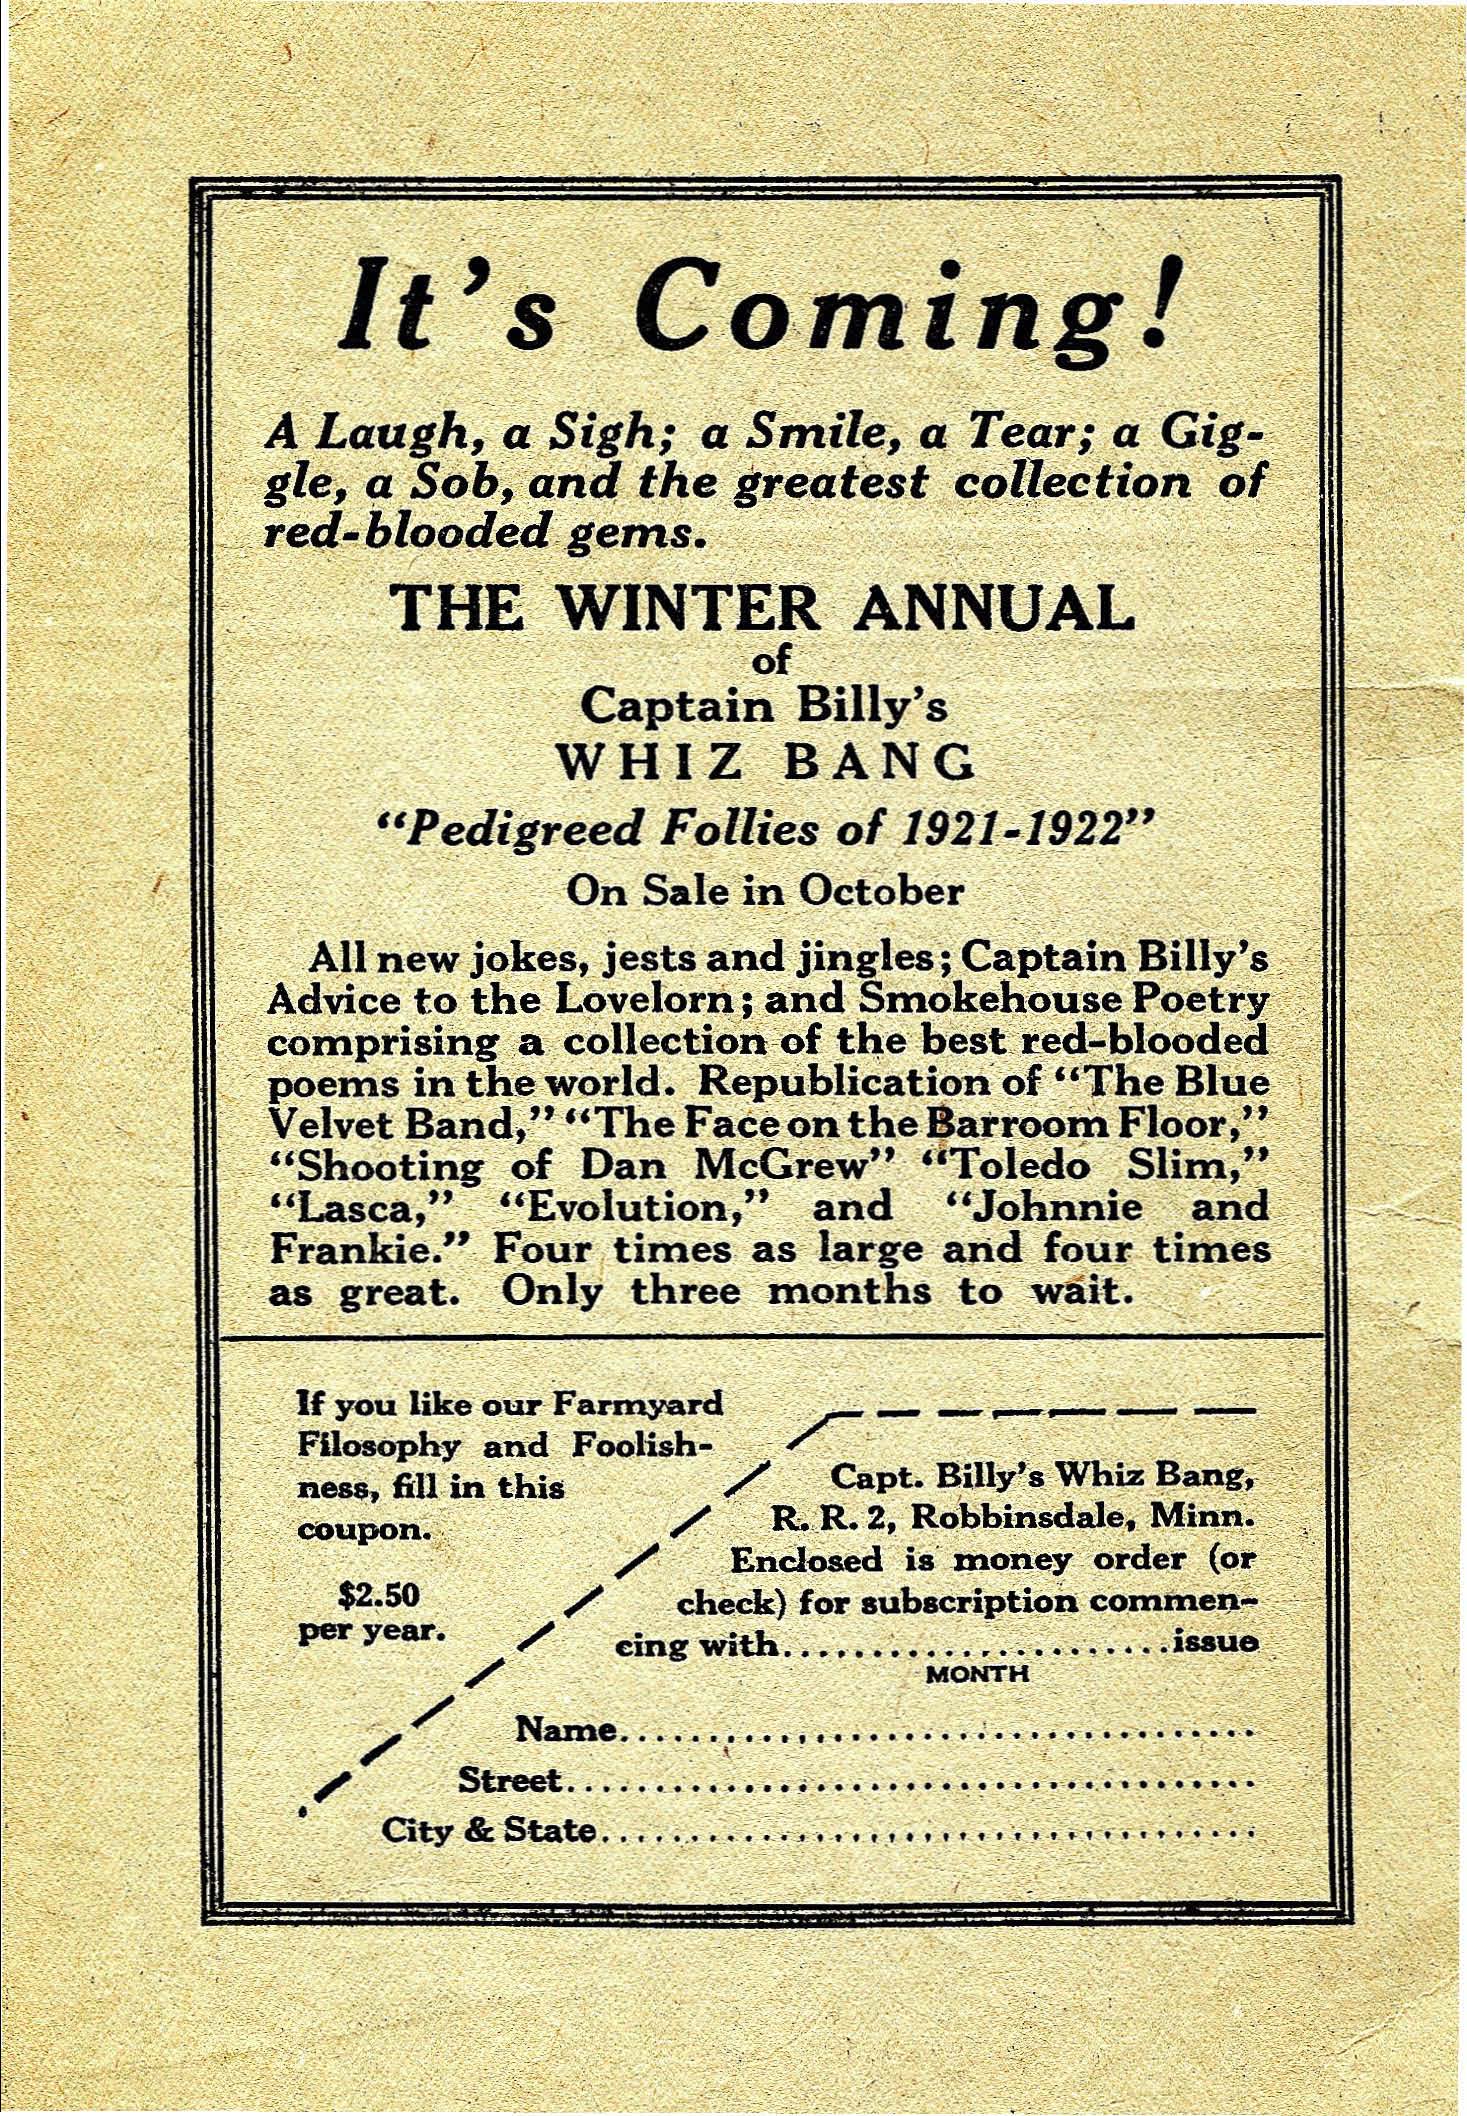 It's Coming!
A Laugh, a Sigh; a Smile, a Tear; a Gig-
gle, a Sob, and the greatest collection of
red-blooded gems.
THE WINTER ANNUAL
of
Captain Billy's
WHIZ BANG
"Pedigreed Follies of 1921-1922"
On Sale in October
All new jokes, jests and jingles; Captain Billy's
Advice to the Lovelorn; and Smokehouse Poetry
comprising a collection of the best red-blooded
poems in the world. Republication of "The Blue
Velvet Band," "The Face on the Barroom Floor,"
"Shooting of Dan McGrew" "Toledo Slim,"
"Lasca," "Evolution," and "Johnnie and
Frankie." Four times as large and four times
as great. Only three months to wait.
If you like our Farmyard
Filosophy and Foolish-
ness, fill in this
coupon.
$2.50
per year.
Capt. Billy's Whiz Bang,
R. R. 2, Robbinsdale, Minn.
Enclosed is money order (or
check) for subscription commen-
cing with........................issue
MONTH
Name....................................
Street.......................................
City & State.....................................